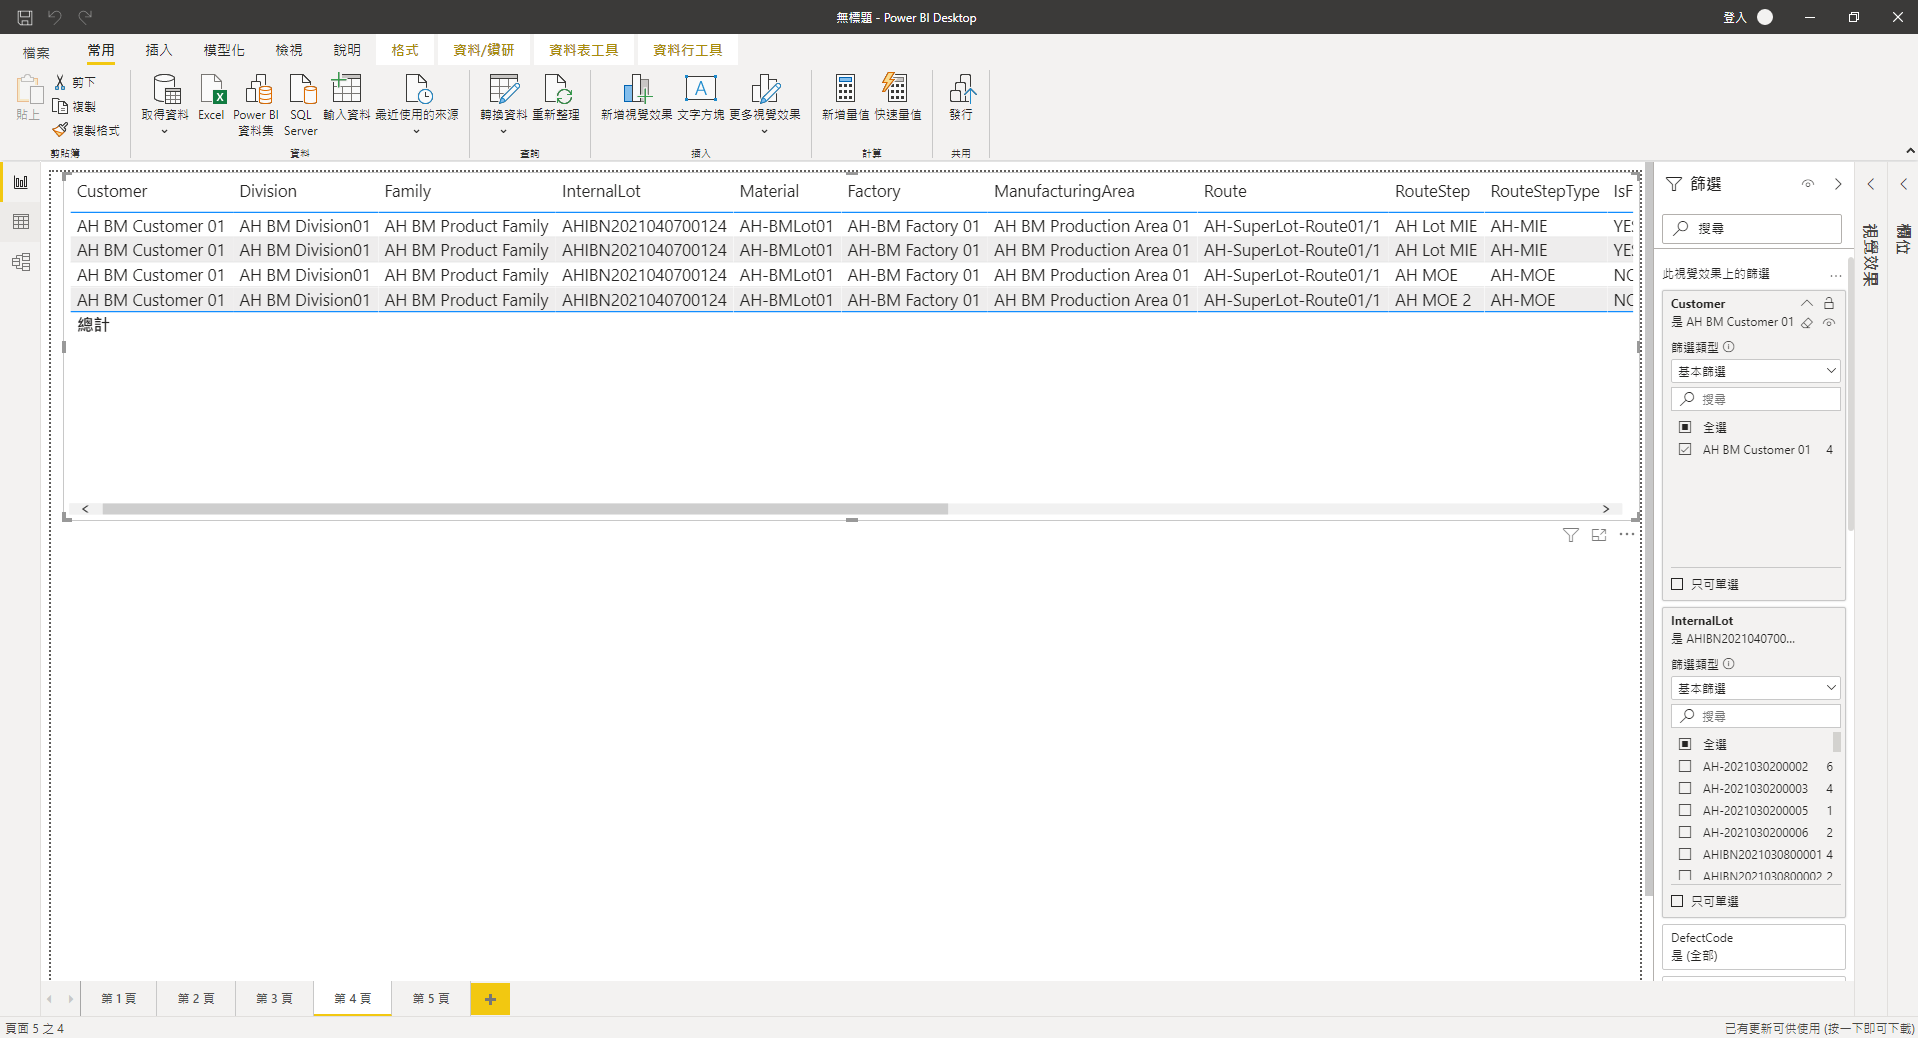 無標題 - Power BI Desktop
登入
檔案 常用 插入 模型化 檢視 說明 格式 資料/鑽研 資料表工具 資料行工具
貼上
剪下
複製
複製格式
剪貼簿
取得資料
Excel
Power BI
資料集
SQL
Server
輸入資料
最近使用的來源
資料
轉換資料
重新整理
查詢
新增視覺效果
文字方塊
更多視覺效果
插入
新增量值
快速量值
計算
發行
共用
Customer Division Family InternalLot Material Factory ManufacturingArea Route RouteStep RouteStepType IsF
AH BM Customer 01 AH BM Division01 AH BM Product Family AHIBN2021040700124 AH-BMLot01 AH-BM Factory 01 AH BM Production Area 01 AH-SuperLot-Route01/1 AH Lot MIE AH-MIE YES
AH BM Customer 01 AH BM Division01 AH BM Product Family AHIBN2021040700124 AH-BMLot01 AH-BM Factory 01 AH BM Production Area 01 AH-SuperLot-Route01/1 AH Lot MIE AH-MIE YES
AH BM Customer 01 AH BM Division01 AH BM Product Family AHIBN2021040700124 AH-BMLot01 AH-BM Factory 01 AH BM Production Area 01 AH-SuperLot-Route01/1 AH MOE AH-MOE NO
AH BM Customer 01 AH BM Division01 AH BM Product Family AHIBN2021040700124 AH-BMLot01 AH-BM Factory 01 AH BM Production Area 01 AH-SuperLot-Route01/1 AH MOE 2 AH-MOE NO
總計
篩選
搜尋
此視覺效果上的篩選 ...
Customer
是 AH BM Customer 01
篩選類型
基本篩選
搜尋
全選
AH BM Customer 01 4
只可單選
InternalLot
是 AHIBN2021040700...
篩選類型
基本篩選
搜尋
全選
AH-2021030200002 6
AH-2021030200003 4
AH-2021030200005 1
AH-2021030200006 2
AHIBN2021030800001 4
AHIBN2021030800002 2
只可單選
DefectCode
是 (全部)
視覺效果
欄位
第 1 頁 第 2 頁 第 3 頁 第 4 頁 第 5 頁 +
頁面 5 之 4
已有更新可供使用 (按一下即可下載)